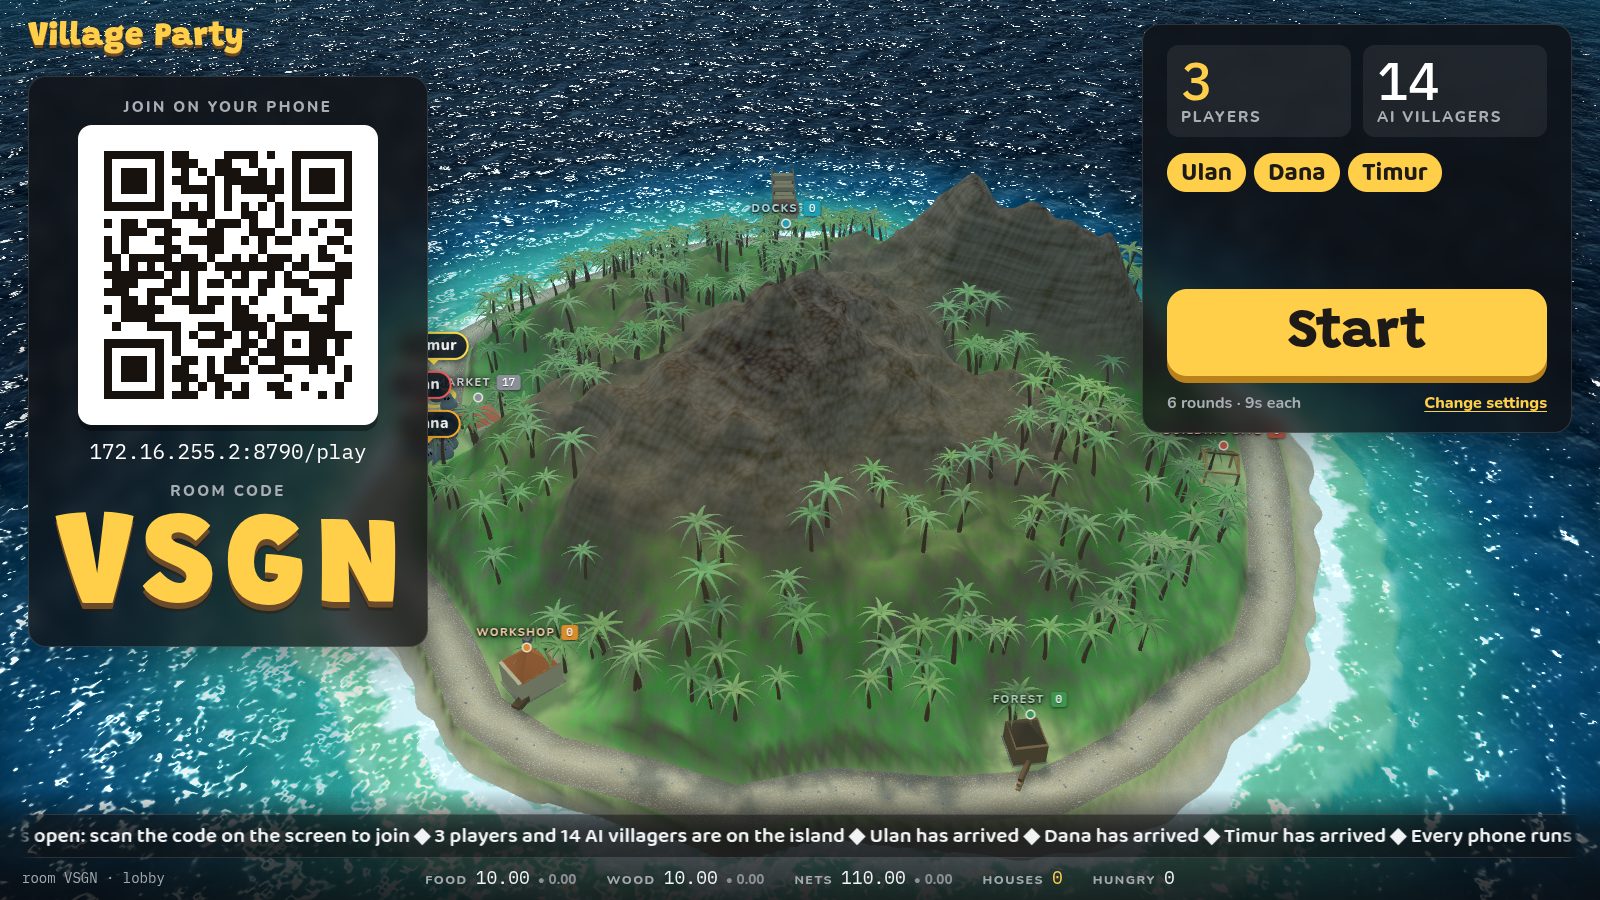 Village Party
JOIN ON YOUR PHONE
172.16.255.2:8790/play
ROOM CODE
VSGN
3
PLAYERS
14
AI VILLAGERS
Ulan Dana Timur
Start
6 rounds · 9s each
Change settings
DOCKS 0
mur
an
ARKET 17
ana
WORKSHOP 0
FOREST 0
s open: scan the code on the screen to join ◆ 3 players and 14 AI villagers are on the island ◆ Ulan has arrived ◆ Dana has arrived ◆ Timur has arrived ◆ Every phone runs
room VSGN · lobby
FOOD 10.00 • 0.00 WOOD 10.00 • 0.00 NETS 110.00 • 0.00 HOUSES 0 HUNGRY 0